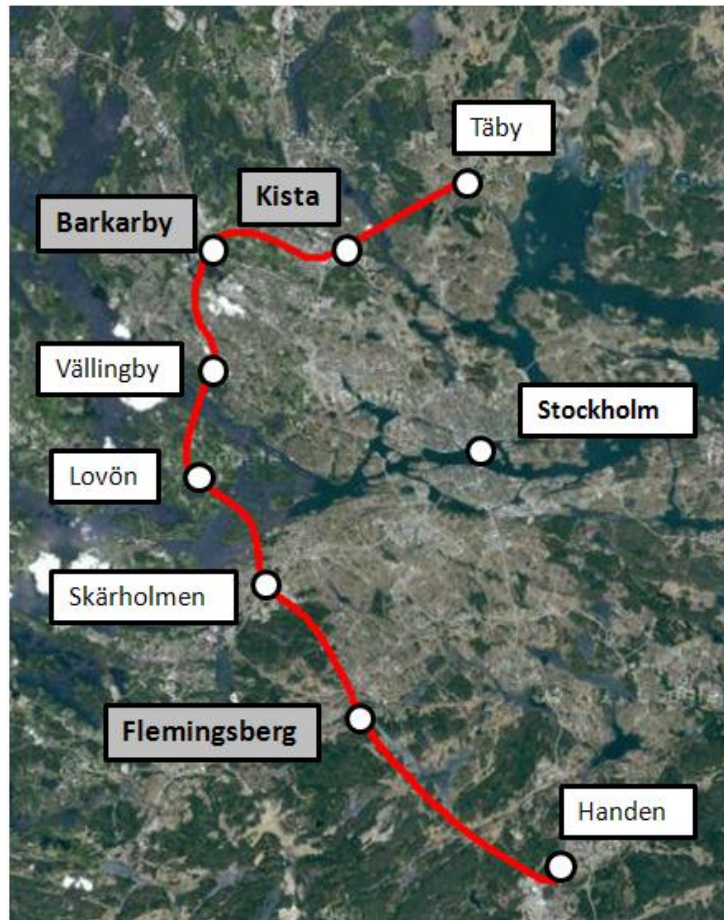 Täby
Kista
Barkarby
Vällingby
Stockholm
Lovön
Skärholmen
Flemingsberg
Handen